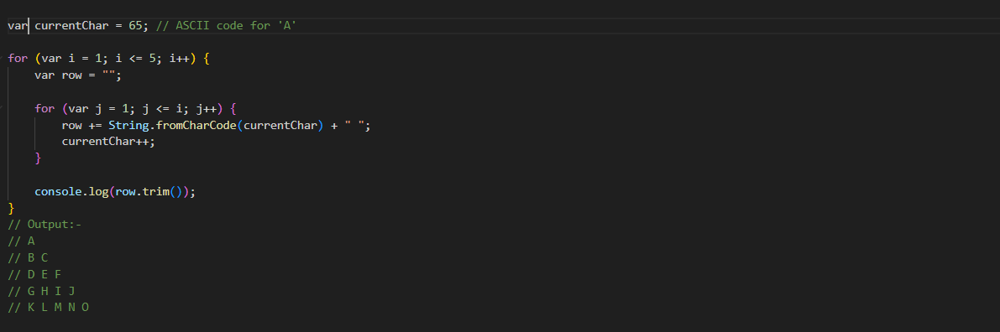 var currentChar = 65; // ASCII code for 'A'
for (var i = 1; i <= 5; i++) {
var row = "";
for (var j = 1; j <= i; j++) {
row += String.fromCharCode(currentChar) + " ";
currentChar++;
}
console.log(row.trim());
}
// Output:-
// A
// B C
// D E F
// G H I J
// K L M N O